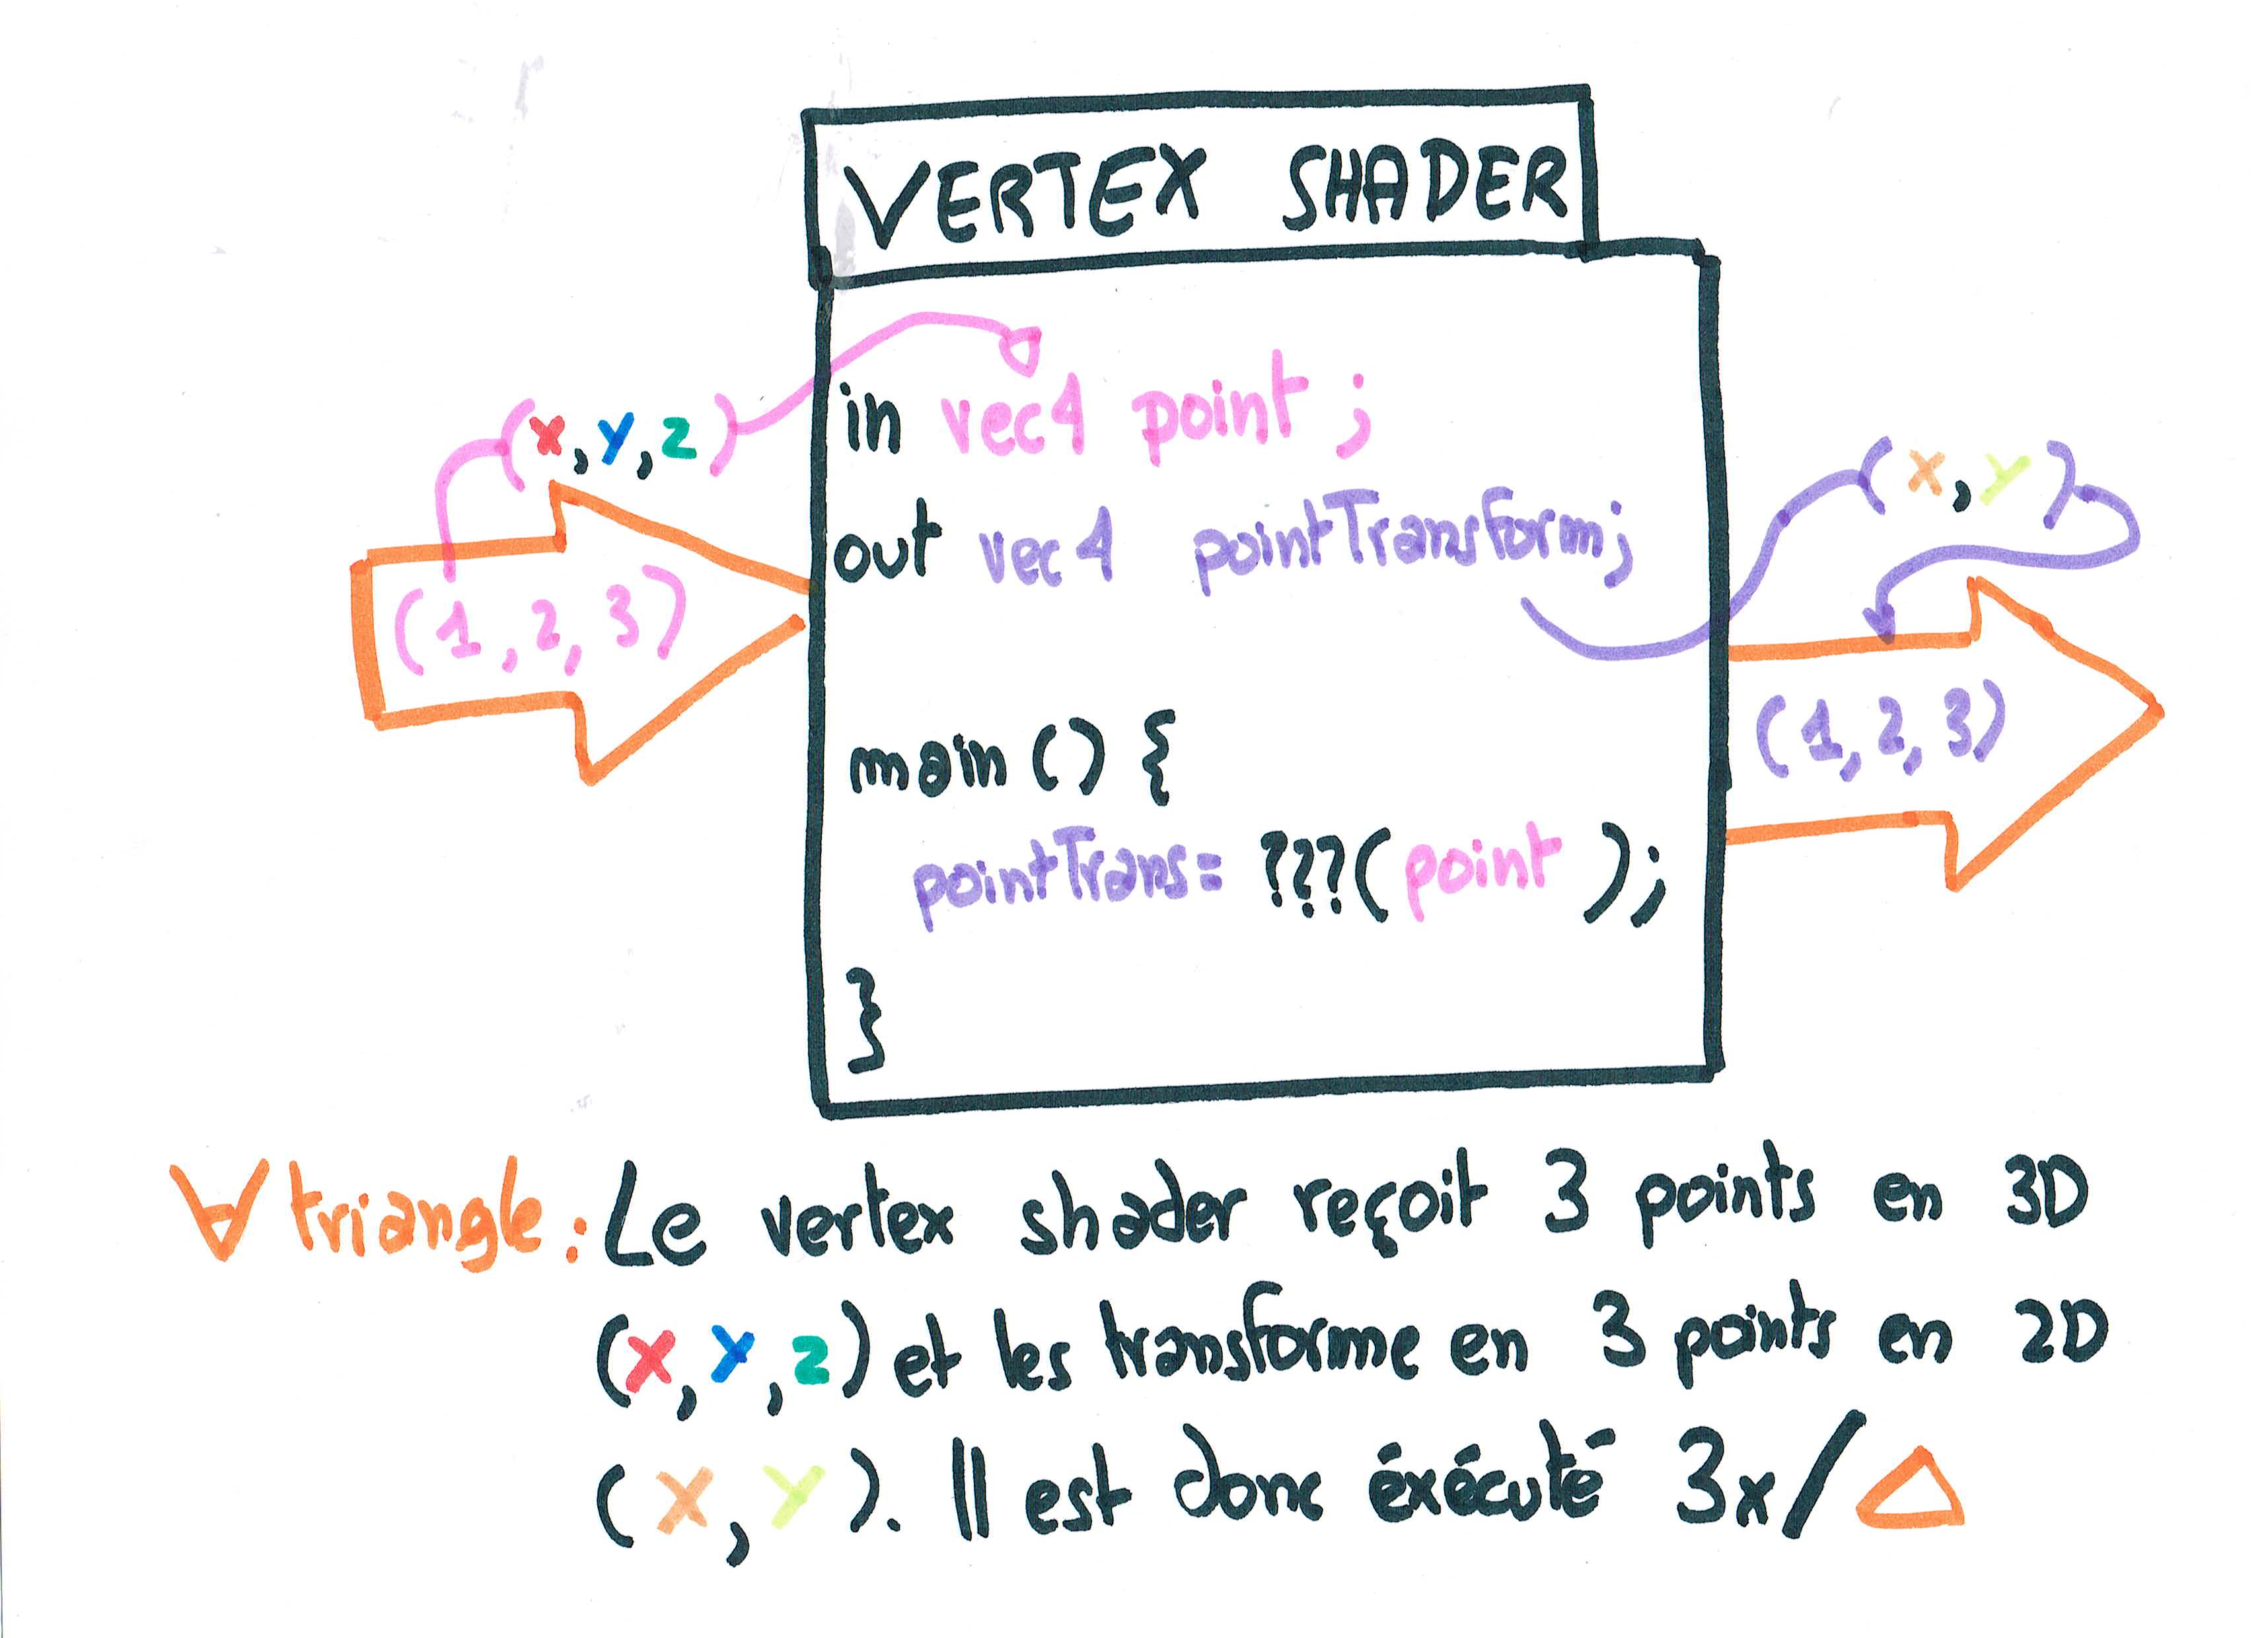 VERTEX SHADER
(x,y,z)
(1,2,3)
in vec4 point ;
out vec4 pointTransform;
main () {
pointTrans= ???( point );
}
(x,y)
(1,2,3)
∀ triangle : Le vertex shader reçoit 3 points en 3D
(x,y,z) et les transforme en 3 points en 2D
(x,y). Il est donc éxécuté 3x/△